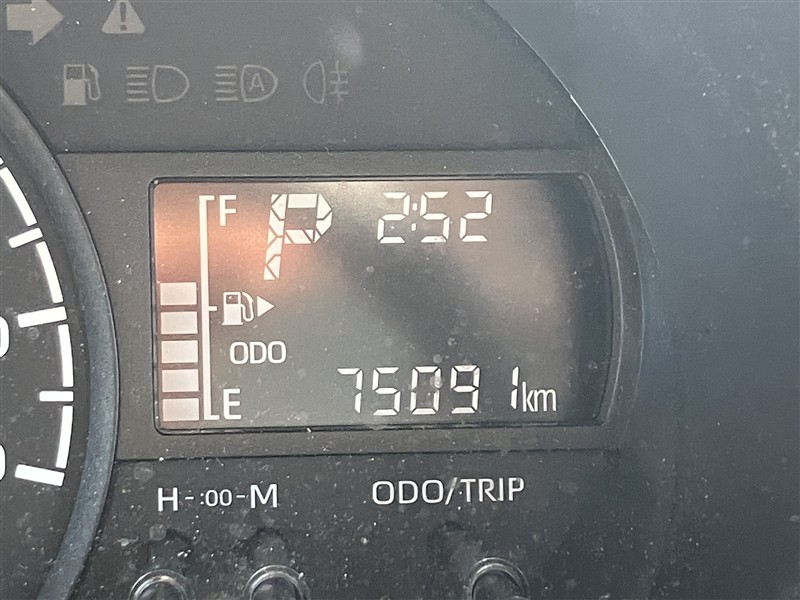 F P 2:52
ODO
E 75091km
H-:00-M ODO/TRIP